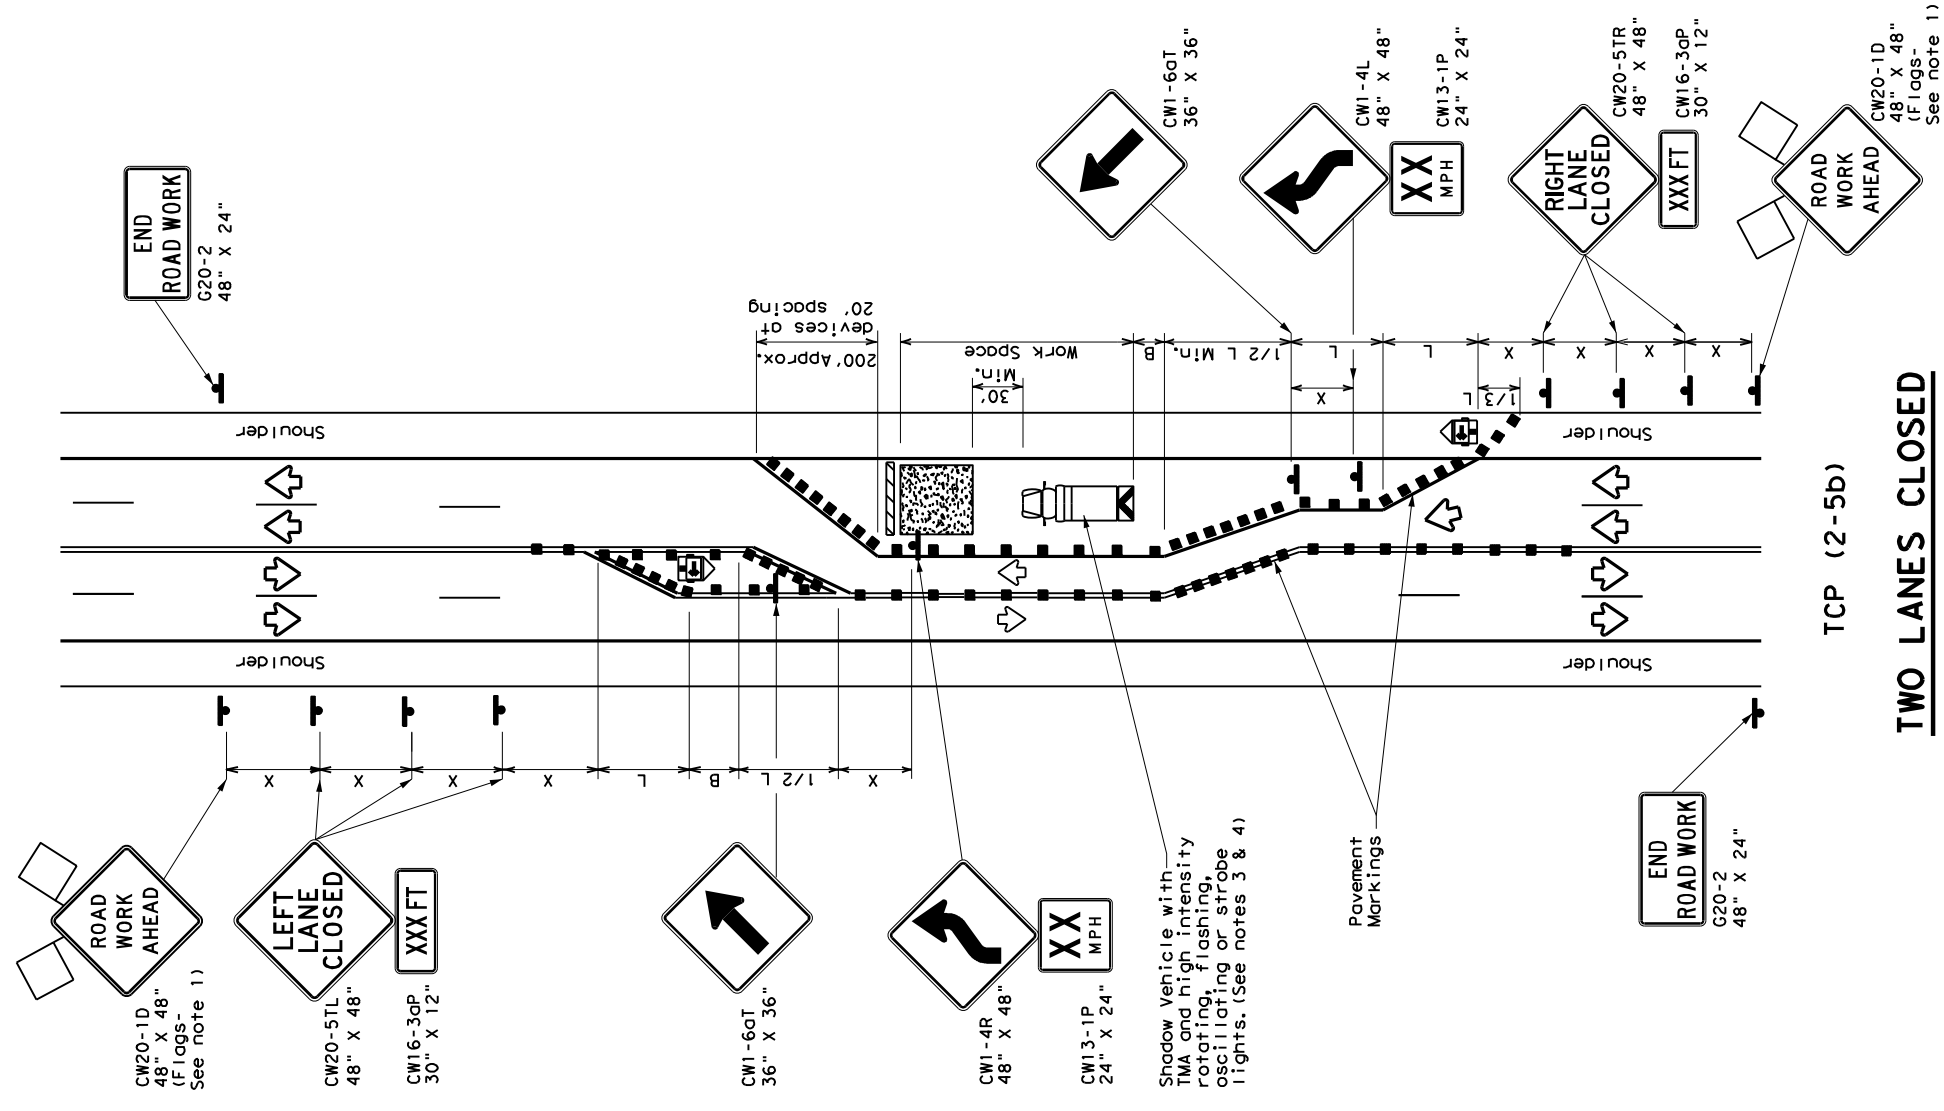 END
ROAD WORK
G20-2
48" X 24"
CW1-6aT
36" X 36"
CW1-4L
48" X 48"
XX
MPH
CW13-1P
24" X 24"
RIGHT
LANE
CLOSED
CW20-5TR
48" X 48"
XXX FT
CW16-3aP
30" X 12"
ROAD
WORK
AHEAD
CW20-1D
48" X 48"
(Flags-
See note 1)
200'Approx.
devices at
20' spacing
Work Space
30'
Min.
B
1/2 L Min.
L
L
X
X
X
X
X
1/3 L
Shoulder
Shoulder
Shoulder
Shoulder
X
X
X
X
L
B
1/2 L
X
ROAD
WORK
AHEAD
CW20-1D
48" X 48"
(Flags-
See note 1)
LEFT
LANE
CLOSED
CW20-5TL
48" X 48"
XXX FT
CW16-3aP
30" X 12"
CW1-6aT
36" X 36"
CW1-4R
48" X 48"
XX
MPH
CW13-1P
24" X 24"
Shadow Vehicle with
TMA and high intensity
rotating, flashing,
oscillating or strobe
lights. (See notes 3 & 4)
Pavement
Markings
END
ROAD WORK
G20-2
48" X 24"
TCP (2-5b)
TWO LANES CLOSED